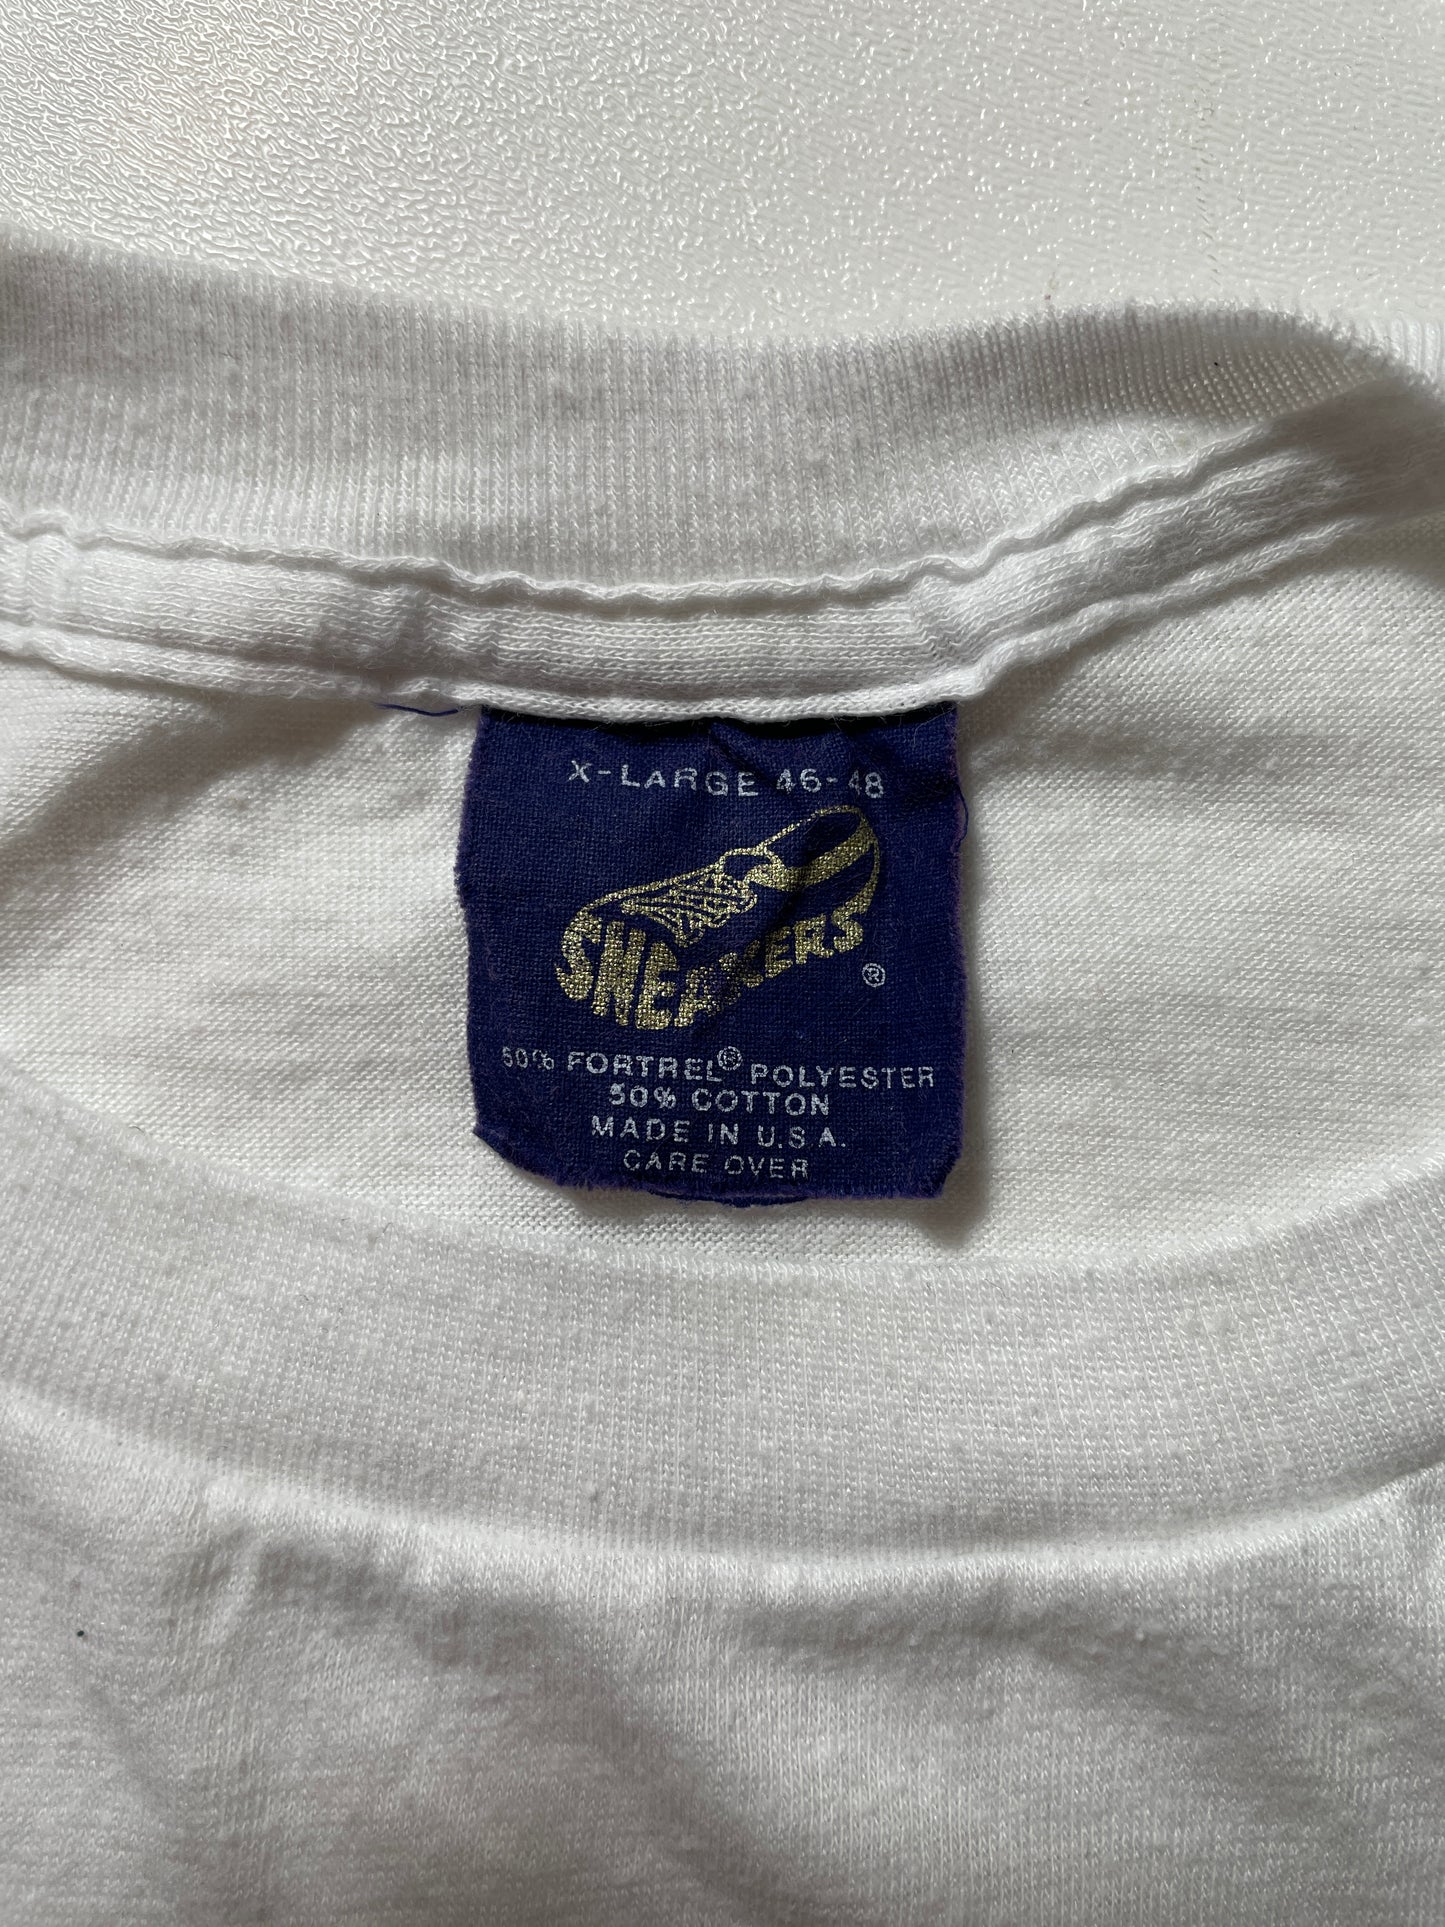 X-LARGE 46-48
SNEAKERS ®
50% FORTREL® POLYESTER
50% COTTON
MADE IN U.S.A.
CARE OVER